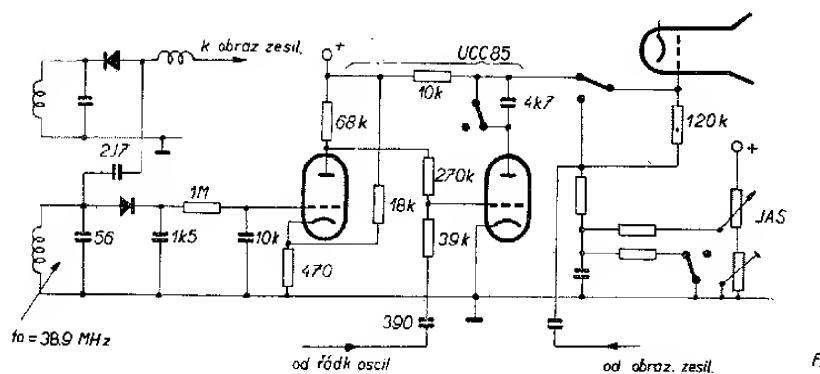 k obraz zesil.
+
UCC85
10k
4k7
68k
120k
2J7
270k
+
1M
18k
JAS
56
1k5
10k
39k
470
fo = 38.9 MHz
390
od řádk oscil
od obraz. zesil.
F